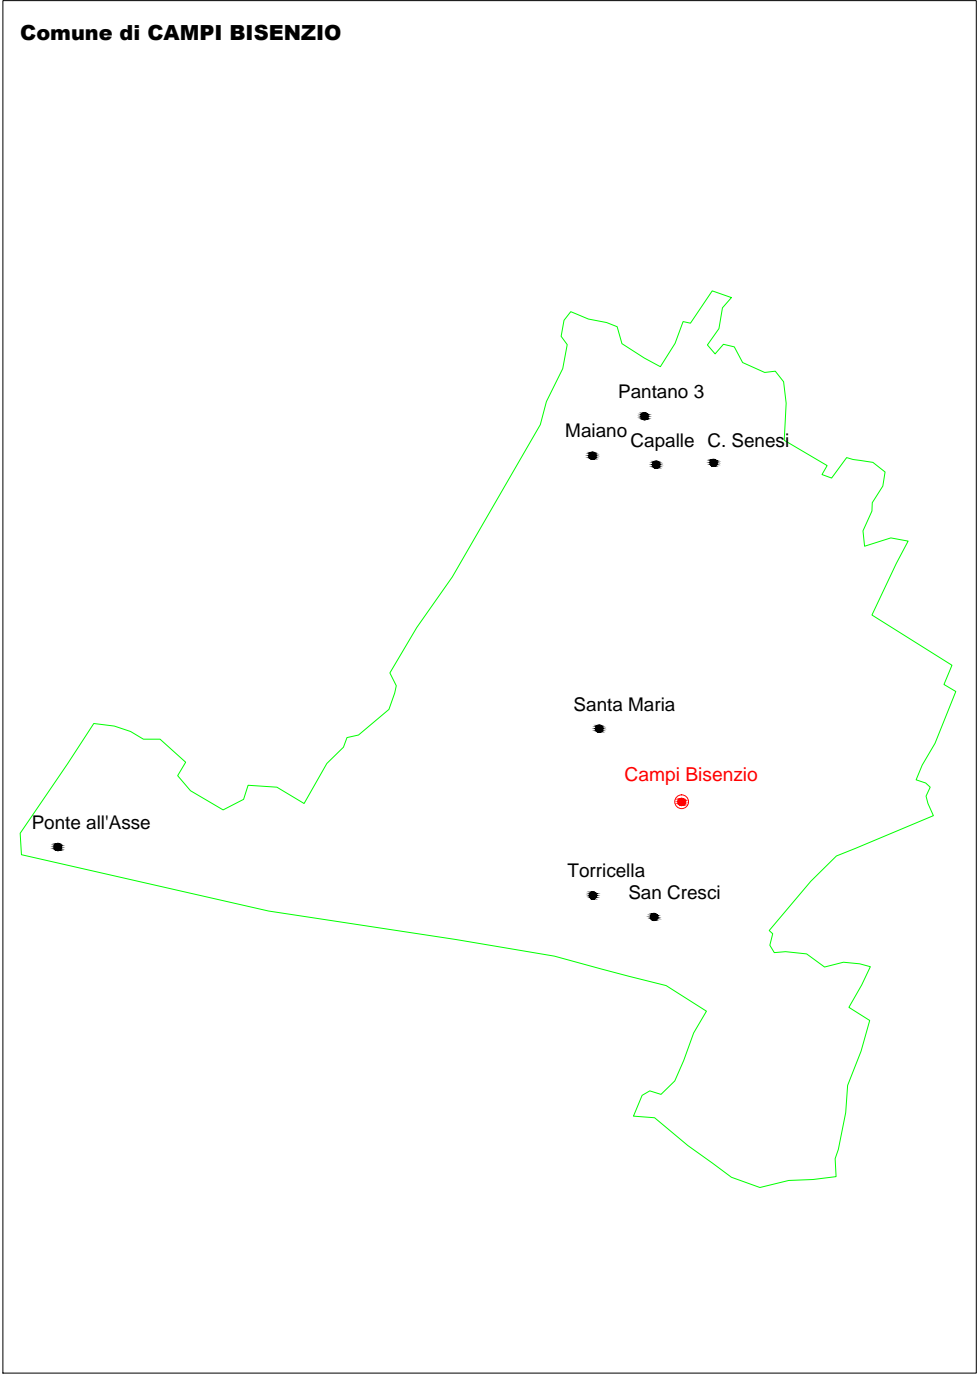 Comune di CAMPI BISENZIO
Pantano 3
Maiano
Capalle
C. Senesi
Santa Maria
Campi Bisenzio
Ponte all'Asse
Torricella
San Cresci